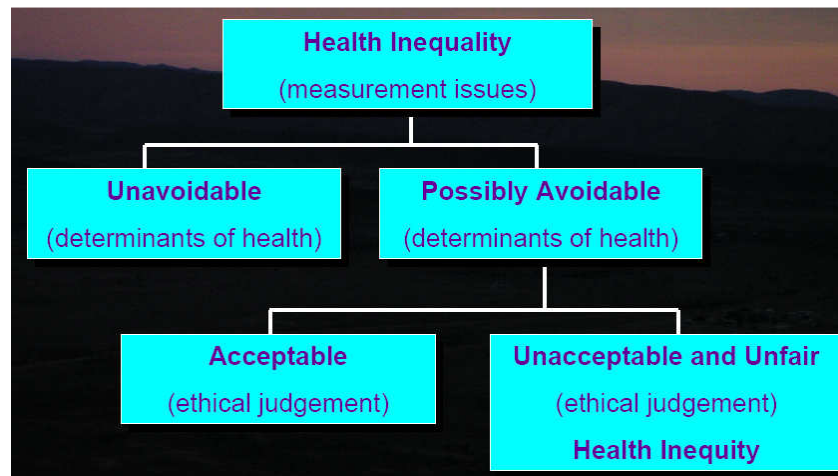 Health Inequality
(measurement issues)
Unavoidable
(determinants of health)
Possibly Avoidable
(determinants of health)
Acceptable
(ethical judgement)
Unacceptable and Unfair
(ethical judgement)
Health Inequity